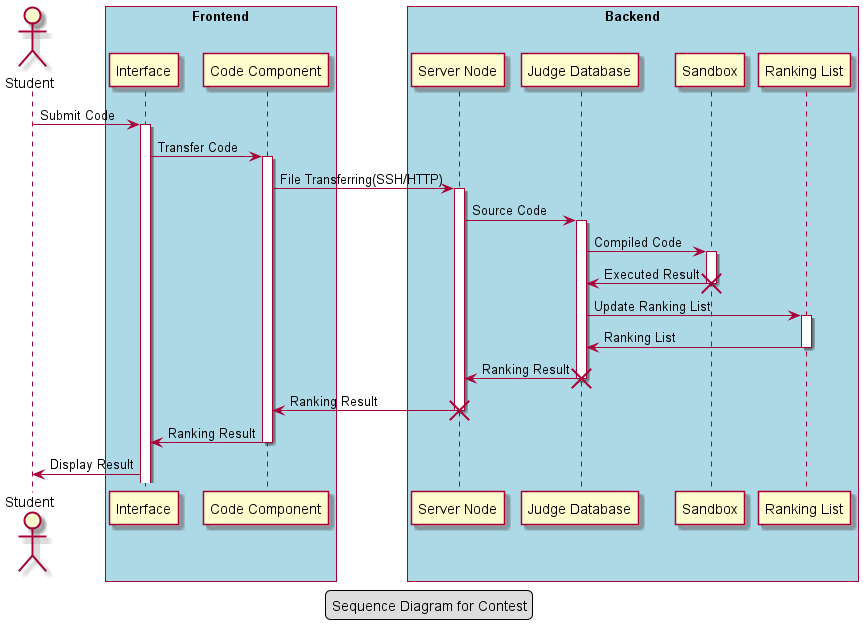 Frontend
Backend
Student
Interface
Code Component
Server Node
Judge Database
Sandbox
Ranking List
Submit Code
Transfer Code
File Transferring(SSH/HTTP)
Source Code
Compiled Code
Executed Result
Update Ranking List
Ranking List
Ranking Result
Ranking Result
Ranking Result
Display Result
Student
Interface
Code Component
Server Node
Judge Database
Sandbox
Ranking List
Sequence Diagram for Contest